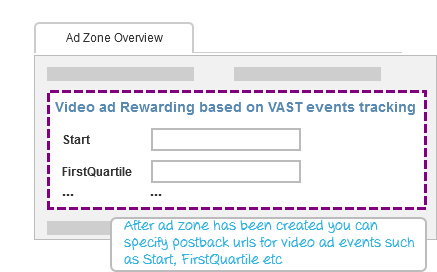 Ad Zone Overview
Video ad Rewarding based on VAST events tracking
Start
FirstQuartile
... ...
After ad zone has been created you can
specify postback urls for video ad events such
as Start, FirstQuartile etc